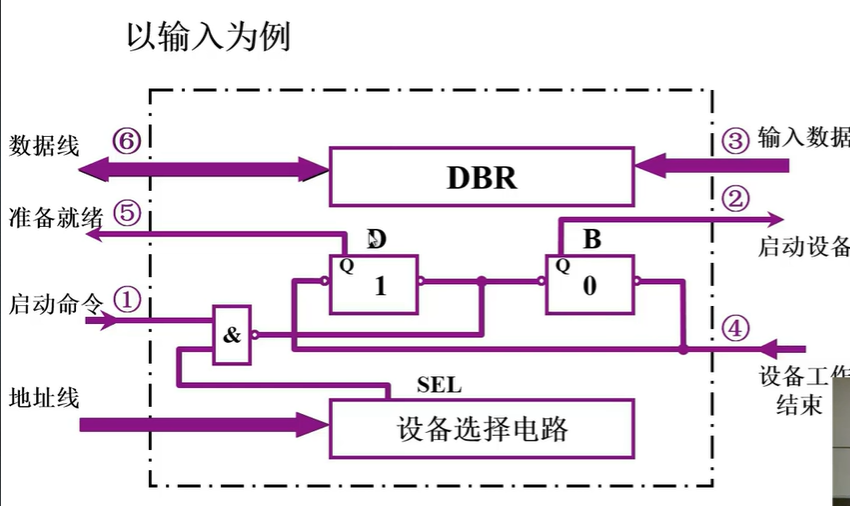 以输入为例
数据线
⑥
DBR
③
输入数据
准备就绪
⑤
D
B
②
启动设备
Q
1
Q
0
启动命令
①
&
④
设备工作
结束
地址线
SEL
设备选择电路